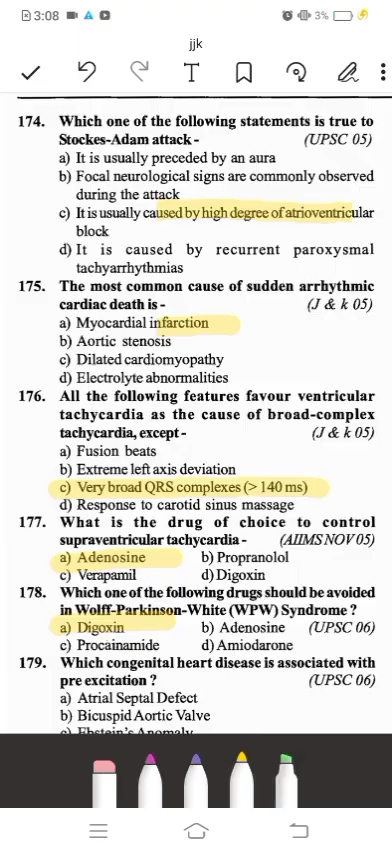 3:08
3%
jjk
T
174. Which one of the following statements is true to
Stockes-Adam attack - (UPSC 05)
a) It is usually preceded by an aura
b) Focal neurological signs are commonly observed
during the attack
c) It is usually caused by high degree of atrioventricular
block
d) It is caused by recurrent paroxysmal
tachyarrhythmias
175. The most common cause of sudden arrhythmic
cardiac death is - (J & k 05)
a) Myocardial infarction
b) Aortic stenosis
c) Dilated cardiomyopathy
d) Electrolyte abnormalities
176. All the following features favour ventricular
tachycardia as the cause of broad-complex
tachycardia, except - (J & k 05)
a) Fusion beats
b) Extreme left axis deviation
c) Very broad QRS complexes (> 140 ms)
d) Response to carotid sinus massage
177. What is the drug of choice to control
supraventricular tachycardia - (AIIMS NOV 05)
a) Adenosine b) Propranolol
c) Verapamil d) Digoxin
178. Which one of the following drugs should be avoided
in Wolff-Parkinson-White (WPW) Syndrome ?
a) Digoxin b) Adenosine (UPSC 06)
c) Procainamide d) Amiodarone
179. Which congenital heart disease is associated with
pre excitation ? (UPSC 06)
a) Atrial Septal Defect
b) Bicuspid Aortic Valve
c) Ebstein's Anomaly